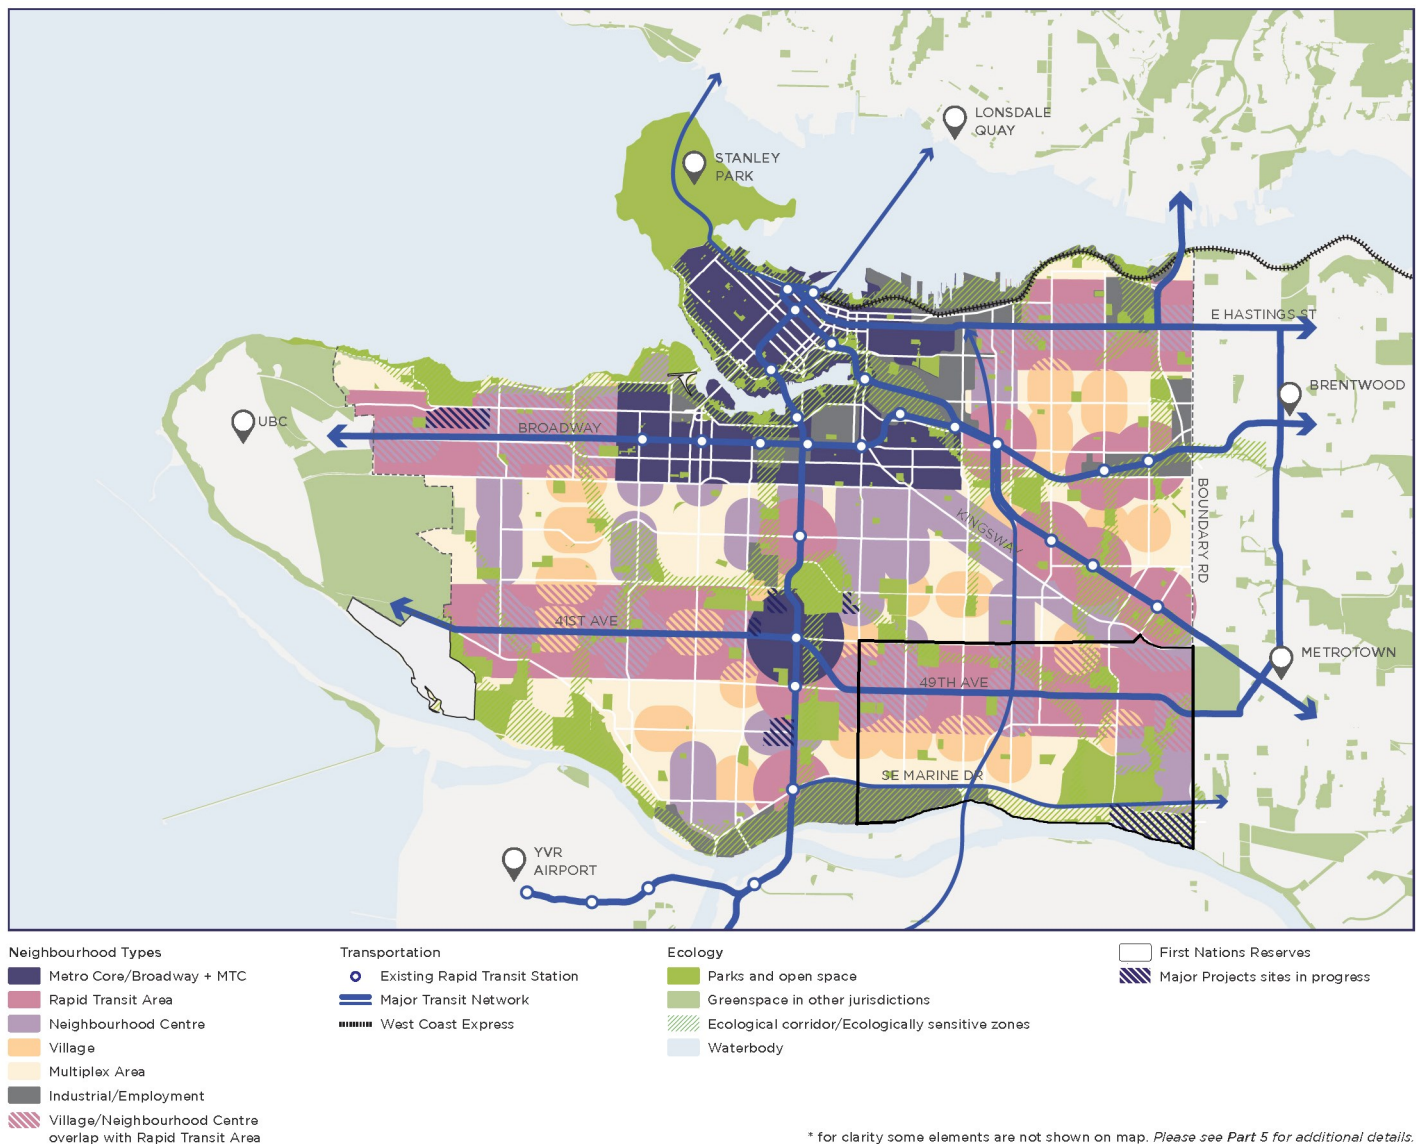 LONSDALE
QUAY
STANLEY
PARK
E HASTINGS ST
BRENTWOOD
UBC
BROADWAY
BOUNDARY RD
KINGSWAY
41ST AVE
METROTOWN
49TH AVE
SE MARINE DR
YVR
AIRPORT
Neighbourhood Types
Metro Core/Broadway + MTC
Rapid Transit Area
Neighbourhood Centre
Village
Multiplex Area
Industrial/Employment
Village/Neighbourhood Centre
overlap with Rapid Transit Area
Transportation
Existing Rapid Transit Station
Major Transit Network
West Coast Express
Ecology
Parks and open space
Greenspace in other jurisdictions
Ecological corridor/Ecologically sensitive zones
Waterbody
First Nations Reserves
Major Projects sites in progress
* for clarity some elements are not shown on map. Please see Part 5 for additional details.